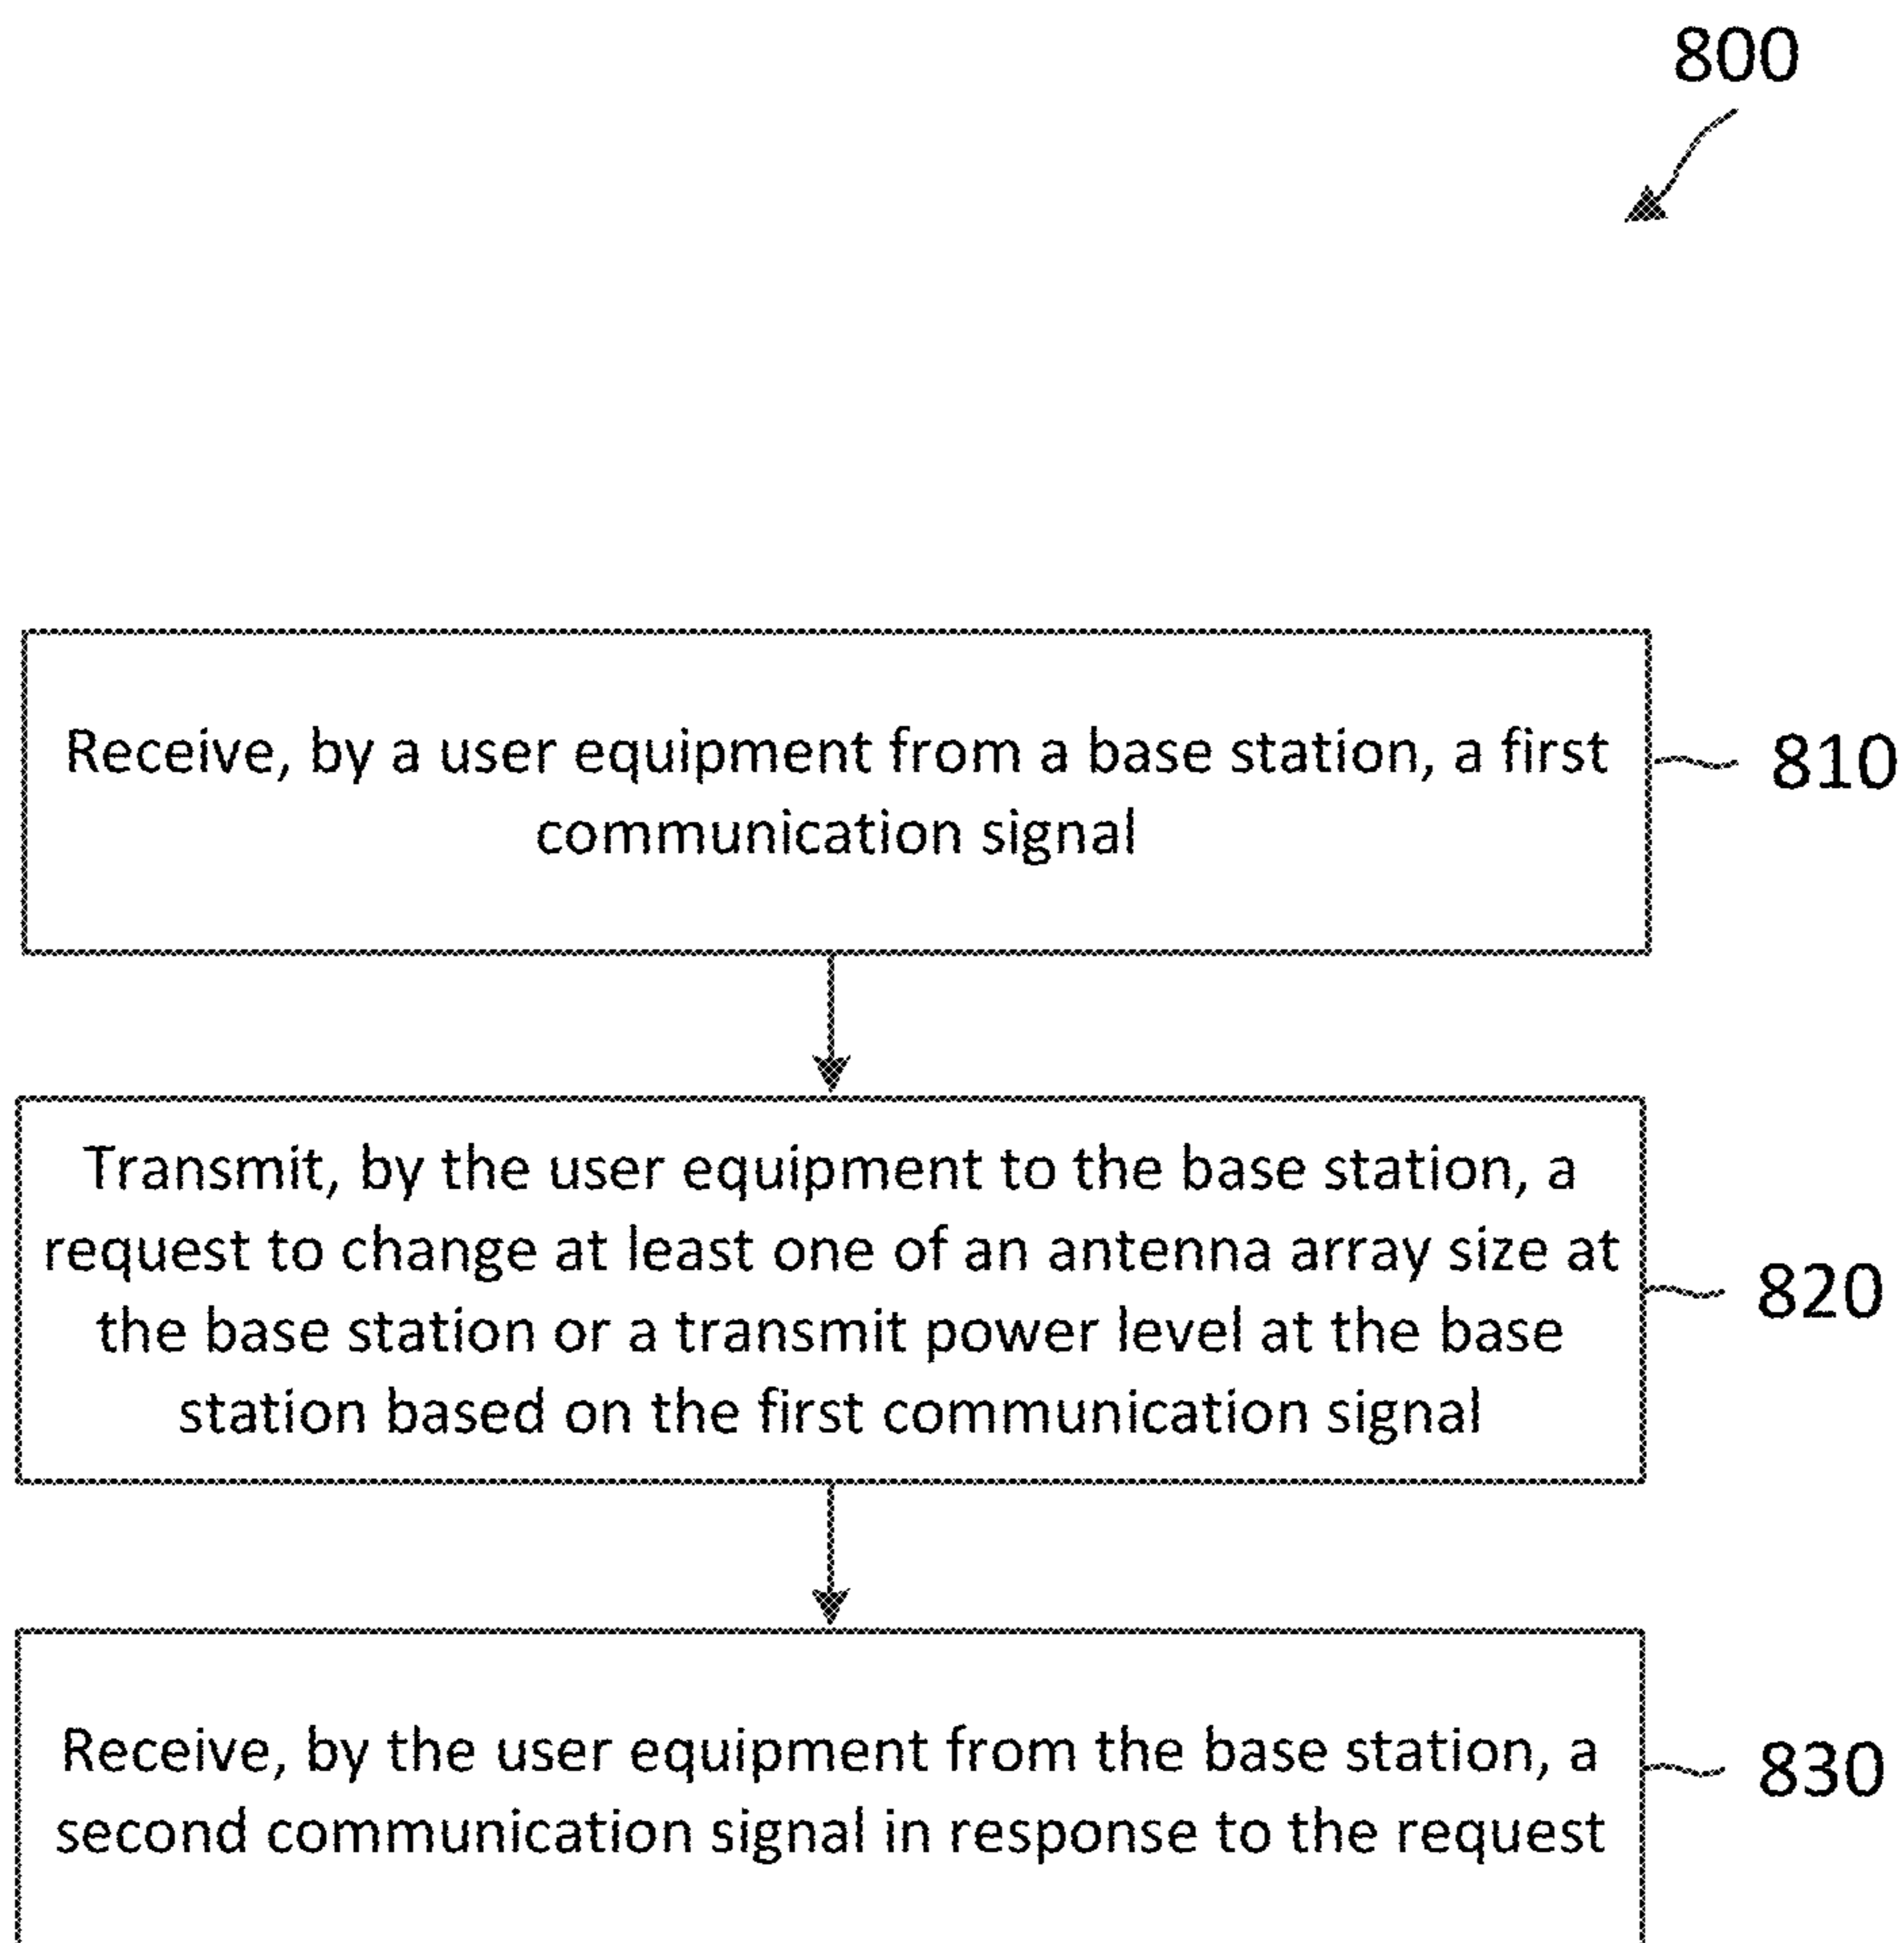 800
Receive, by a user equipment from a base station, a first
communication signal
810
Transmit, by the user equipment to the base station, a
request to change at least one of an antenna array size at
the base station or a transmit power level at the base
station based on the first communication signal
820
Receive, by the user equipment from the base station, a
second communication signal in response to the request
830